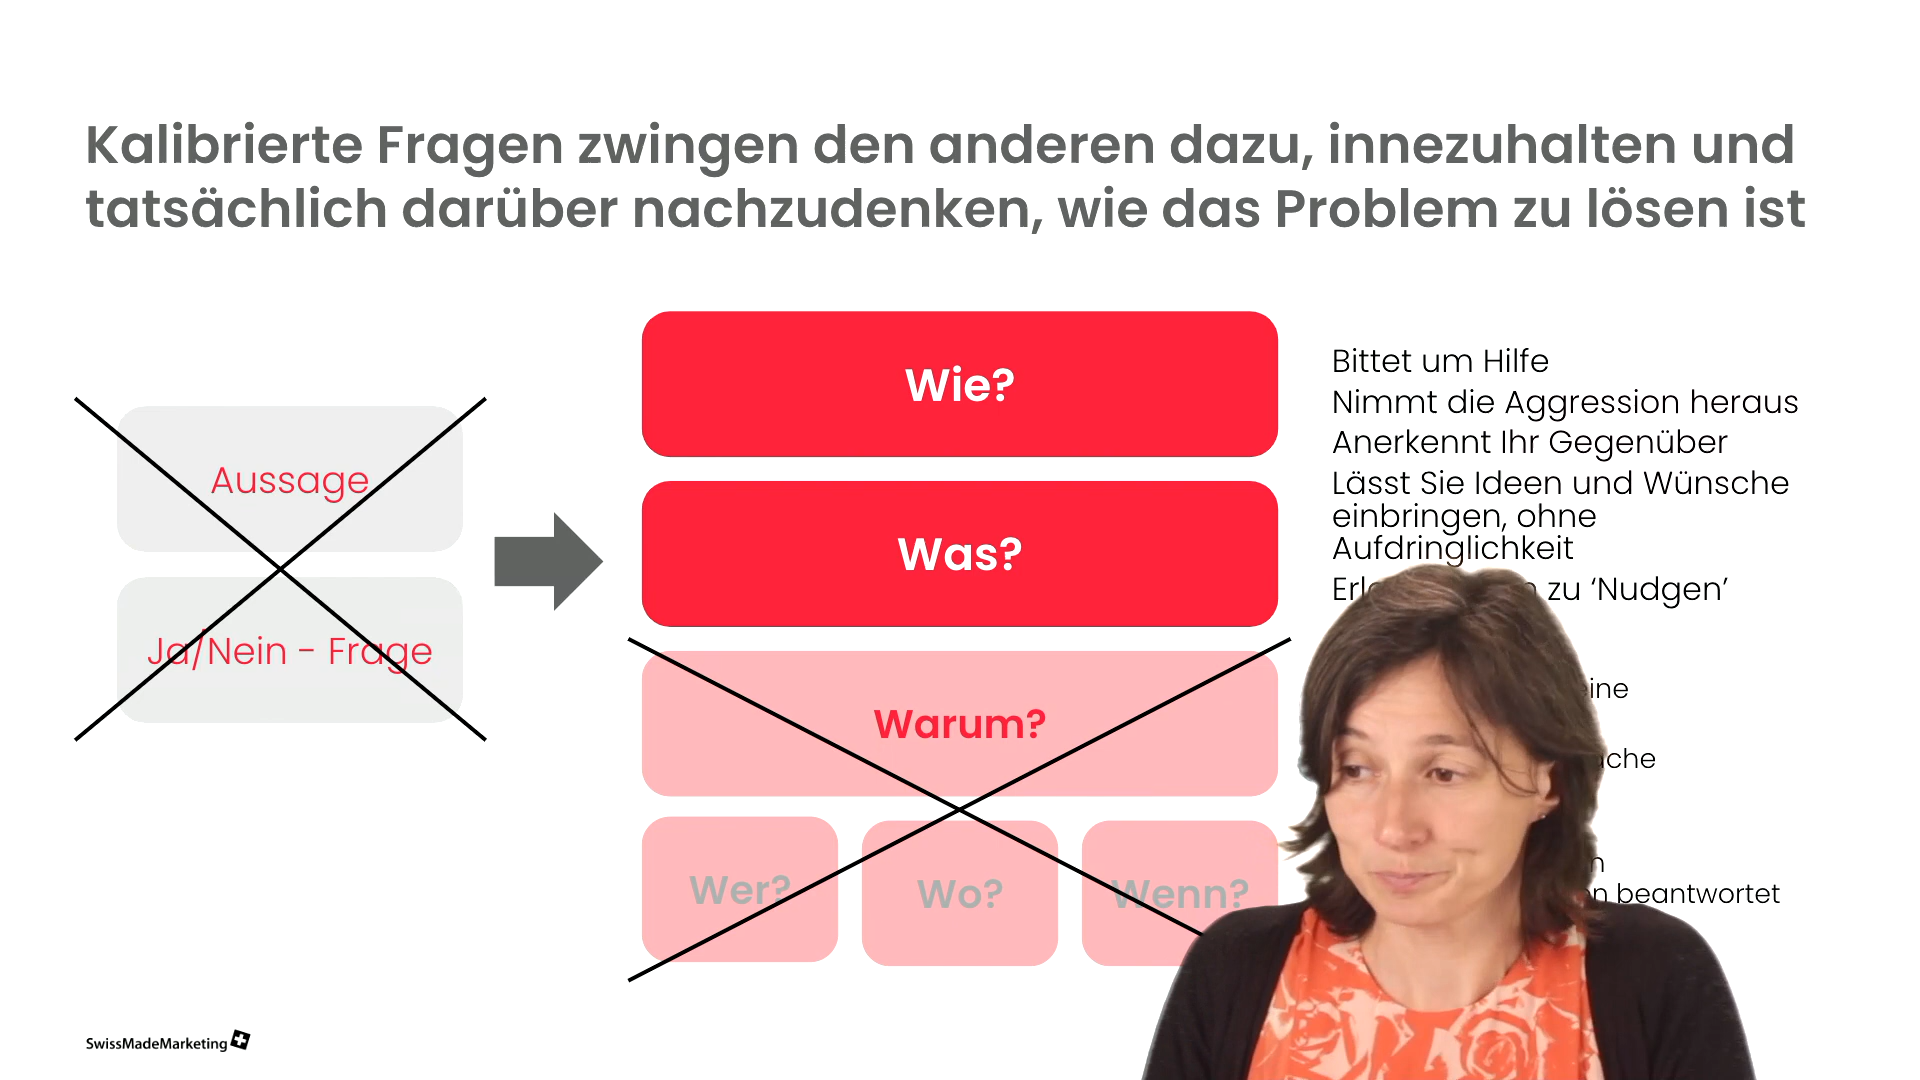 Kalibrierte Fragen zwingen den anderen dazu, innezuhalten und
tatsächlich darüber nachzudenken, wie das Problem zu lösen ist
Aussage
Ja/Nein - Frage
Wie?
Was?
Warum?
Wer?
Wo?
Wenn?
Bittet um Hilfe
Nimmt die Aggression heraus
Anerkennt Ihr Gegenüber
Lässt Sie Ideen und Wünsche
einbringen, ohne
Aufdringlichkeit
zu ‘Nudgen’
beantwortet
SwissMadeMarketing